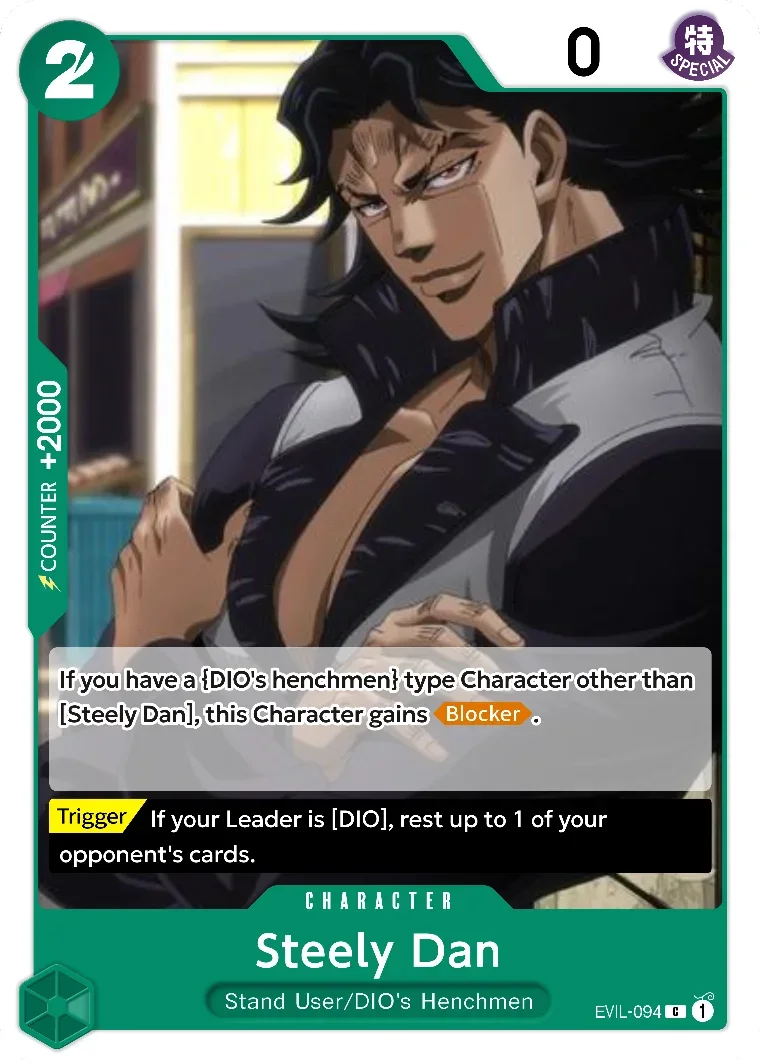 2
0
特
SPECIAL
COUNTER +2000
If you have a {DIO's henchmen} type Character other than
[Steely Dan], this Character gains Blocker.
Trigger If your Leader is [DIO], rest up to 1 of your
opponent's cards.
CHARACTER
Steely Dan
Stand User/DIO's Henchmen
EVIL-094 C 1